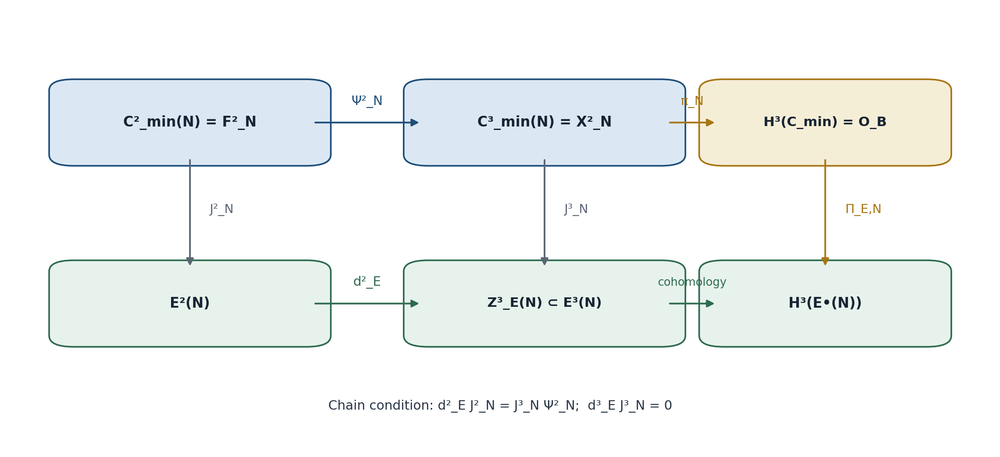 Ψ²_N
π_N
C²_min(N) = F²_N
C³_min(N) = X²_N
H³(C_min) = O_B
J²_N
J³_N
Π_E,N
d²_E
cohomology
E²(N)
Z³_E(N) ⊂ E³(N)
H³(E•(N))
Chain condition: d²_E J²_N = J³_N Ψ²_N;  d³_E J³_N = 0